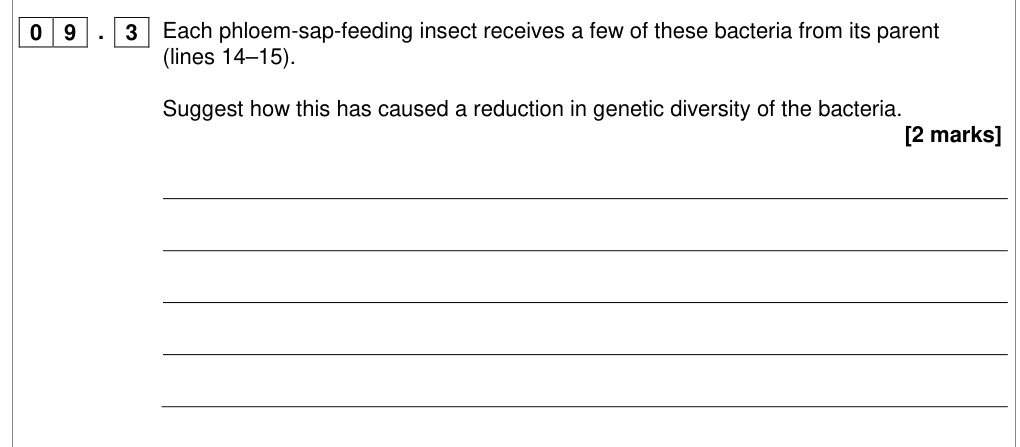 0 9 . 3 Each phloem-sap-feeding insect receives a few of these bacteria from its parent
(lines 14–15).
Suggest how this has caused a reduction in genetic diversity of the bacteria.
[2 marks]